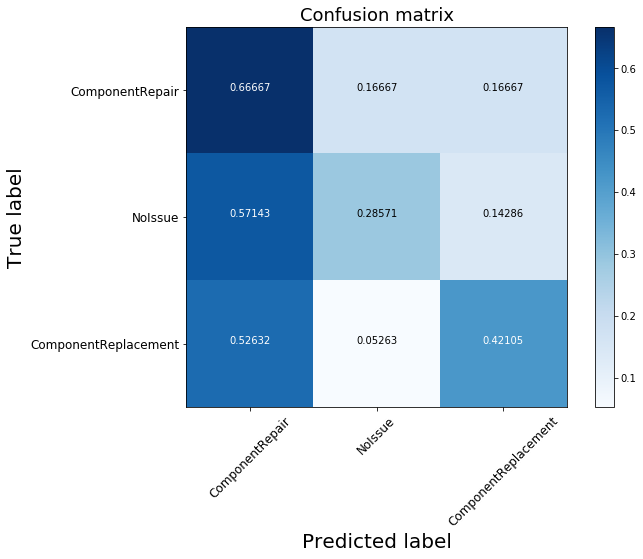 Confusion matrix
ComponentRepair
0.66667 0.16667 0.16667
0.6
0.5
NoIssue
0.57143 0.28571 0.14286
0.4
0.3
ComponentReplacement
0.52632 0.05263 0.42105
0.2
0.1
True label
ComponentRepair
NoIssue
ComponentReplacement
Predicted label